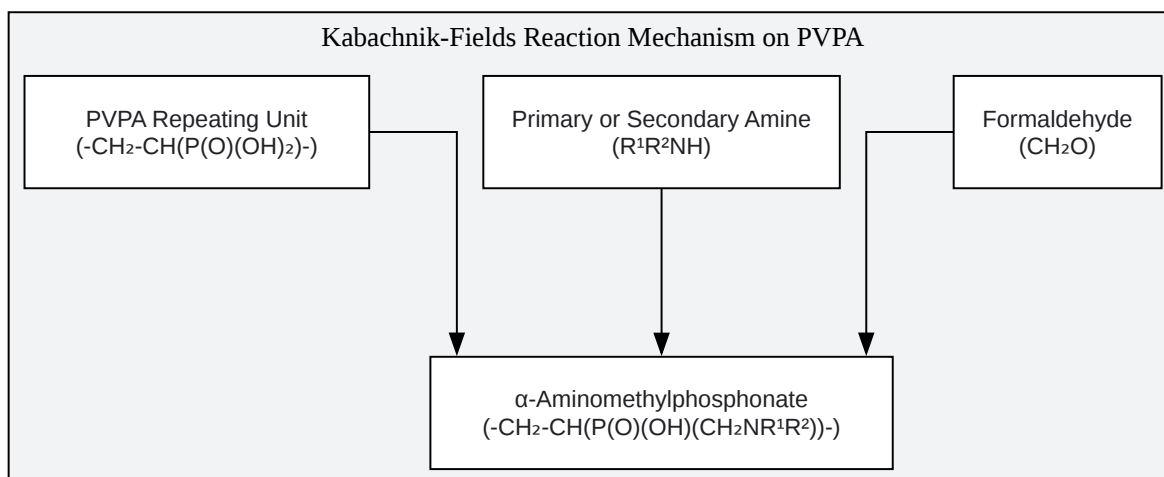 Kabachnik-Fields Reaction Mechanism on PVPA
PVPA Repeating Unit
(-CH₂-CH(P(O)(OH)₂)-)
Primary or Secondary Amine
(R¹R²NH)
Formaldehyde
(CH₂O)
α-Aminomethylphosphonate
(-CH₂-CH(P(O)(OH)(CH₂NR¹R²))-)